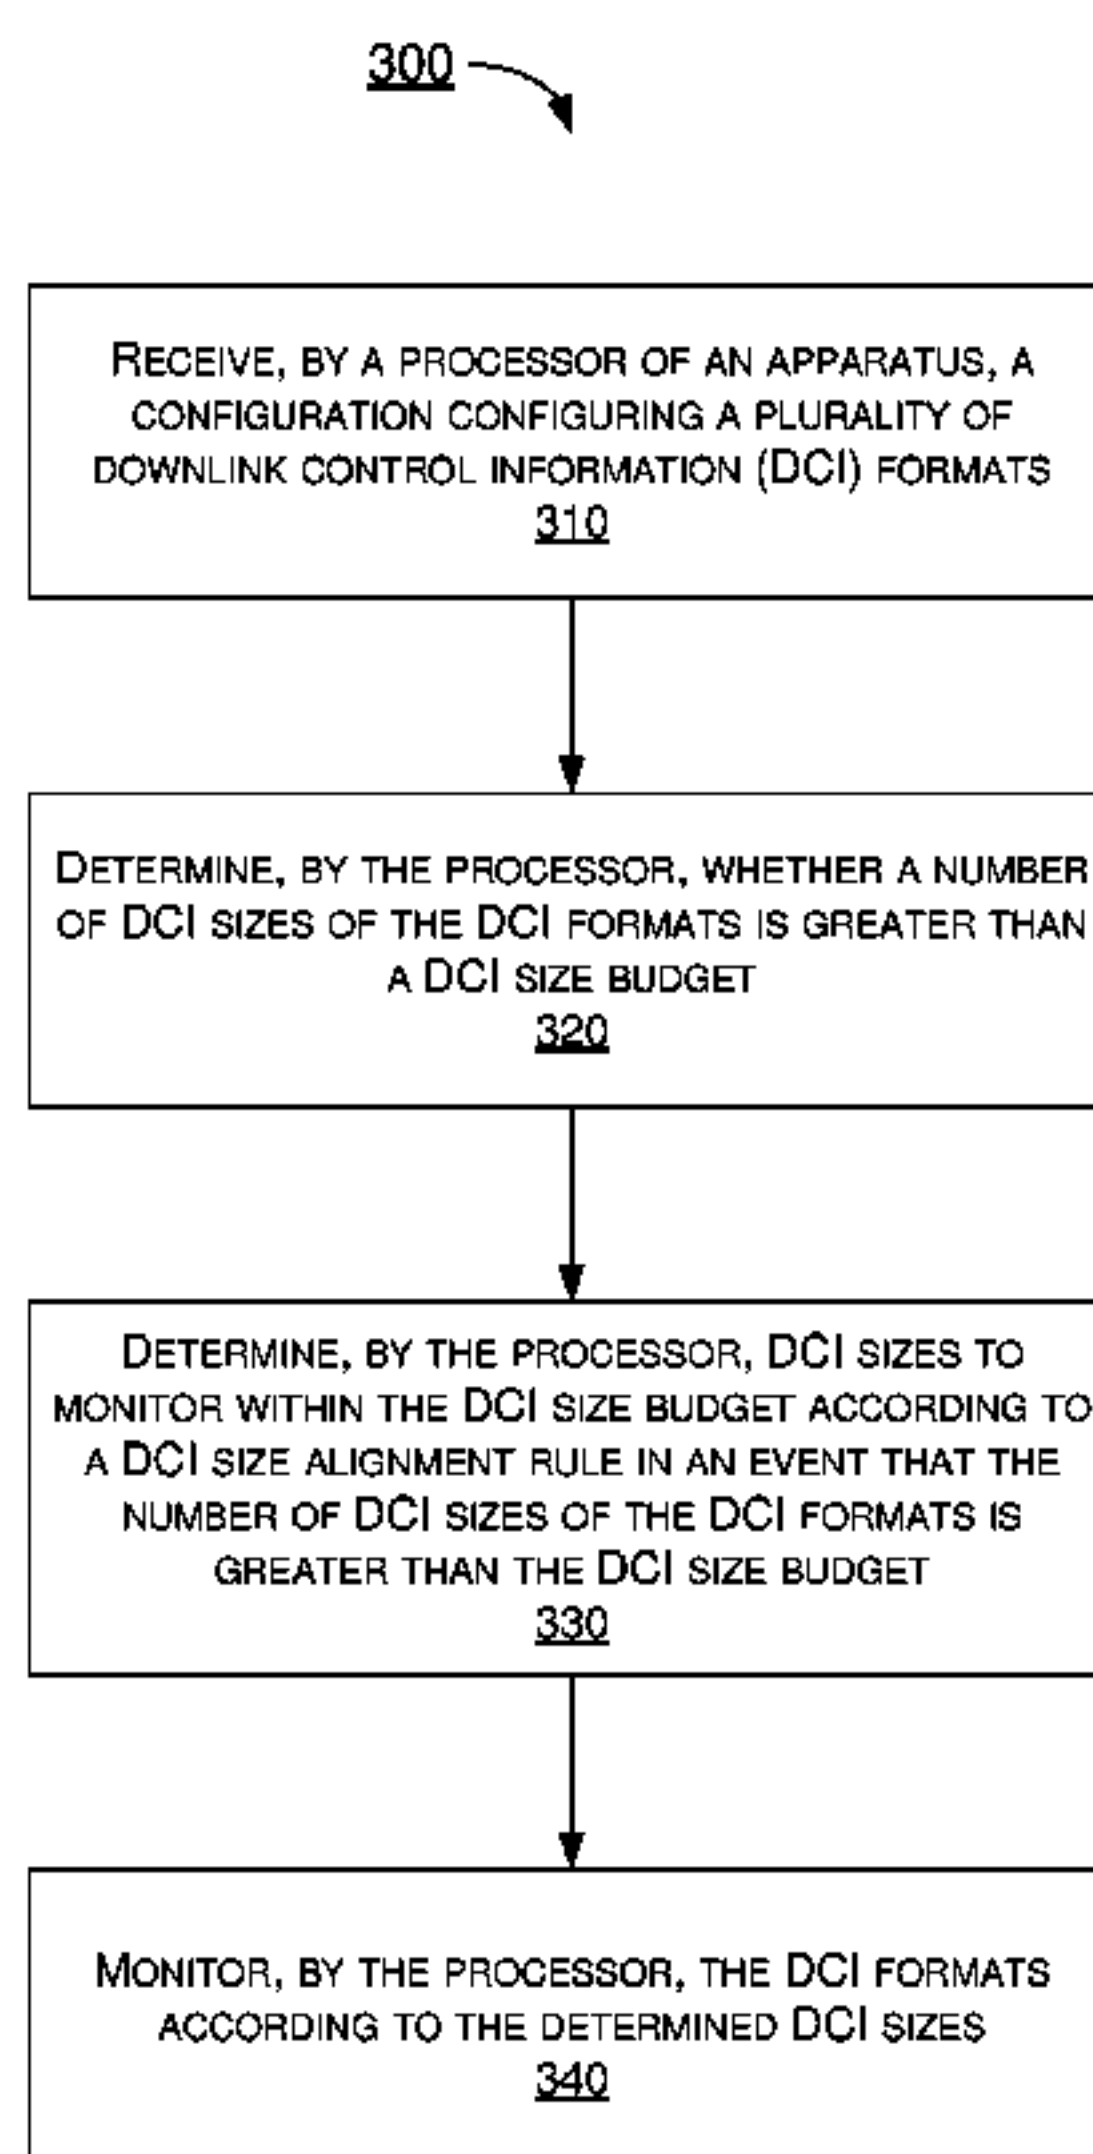 300
RECEIVE, BY A PROCESSOR OF AN APPARATUS, A
CONFIGURATION CONFIGURING A PLURALITY OF
DOWNLINK CONTROL INFORMATION (DCI) FORMATS
310
DETERMINE, BY THE PROCESSOR, WHETHER A NUMBER
OF DCI SIZES OF THE DCI FORMATS IS GREATER THAN
A DCI SIZE BUDGET
320
DETERMINE, BY THE PROCESSOR, DCI SIZES TO
MONITOR WITHIN THE DCI SIZE BUDGET ACCORDING TO
A DCI SIZE ALIGNMENT RULE IN AN EVENT THAT THE
NUMBER OF DCI SIZES OF THE DCI FORMATS IS
GREATER THAN THE DCI SIZE BUDGET
330
MONITOR, BY THE PROCESSOR, THE DCI FORMATS
ACCORDING TO THE DETERMINED DCI SIZES
340